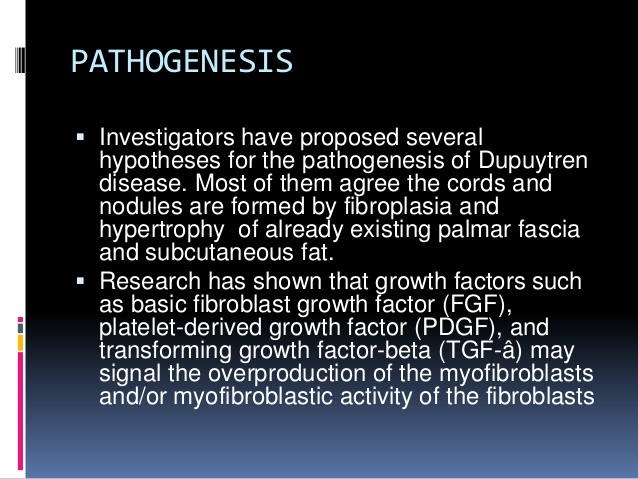 PATHOGENESIS
▪ Investigators have proposed several
hypotheses for the pathogenesis of Dupuytren
disease. Most of them agree the cords and
nodules are formed by fibroplasia and
hypertrophy  of already existing palmar fascia
and subcutaneous fat.
▪ Research has shown that growth factors such
as basic fibroblast growth factor (FGF),
platelet-derived growth factor (PDGF), and
transforming growth factor-beta (TGF-â) may
signal the overproduction of the myofibroblasts
and/or myofibroblastic activity of the fibroblasts